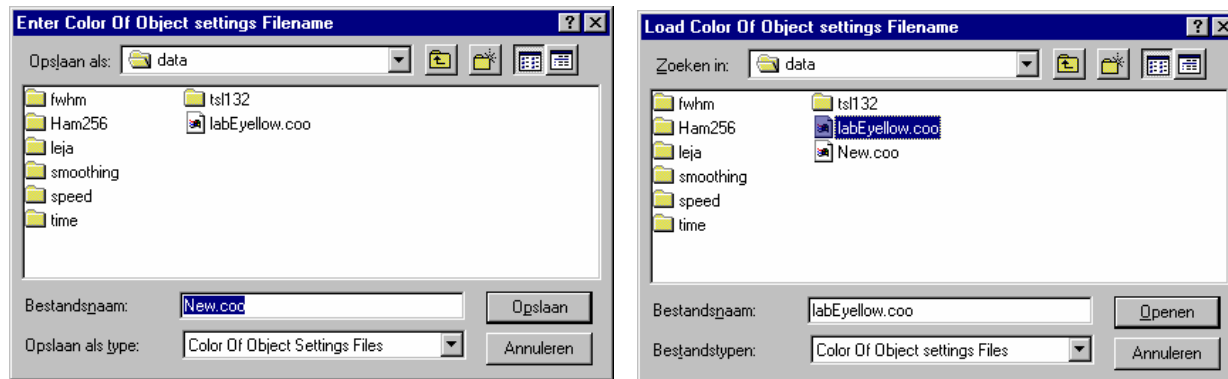 Enter Color Of Object settings Filename
Opslaan als: data
fwhm
Ham256
leja
smoothing
speed
time
tsl132
labEyellow.coo
Bestandsnaam: New.coo
Opslaan
Opslaan als type: Color Of Object Settings Files
Annuleren
Load Color Of Object settings Filename
Zoeken in: data
fwhm
Ham256
leja
smoothing
speed
time
tsl132
labEyellow.coo
New.coo
Bestandsnaam: labEyellow.coo
Openen
Bestandstypen: Color Of Object settings Files
Annuleren